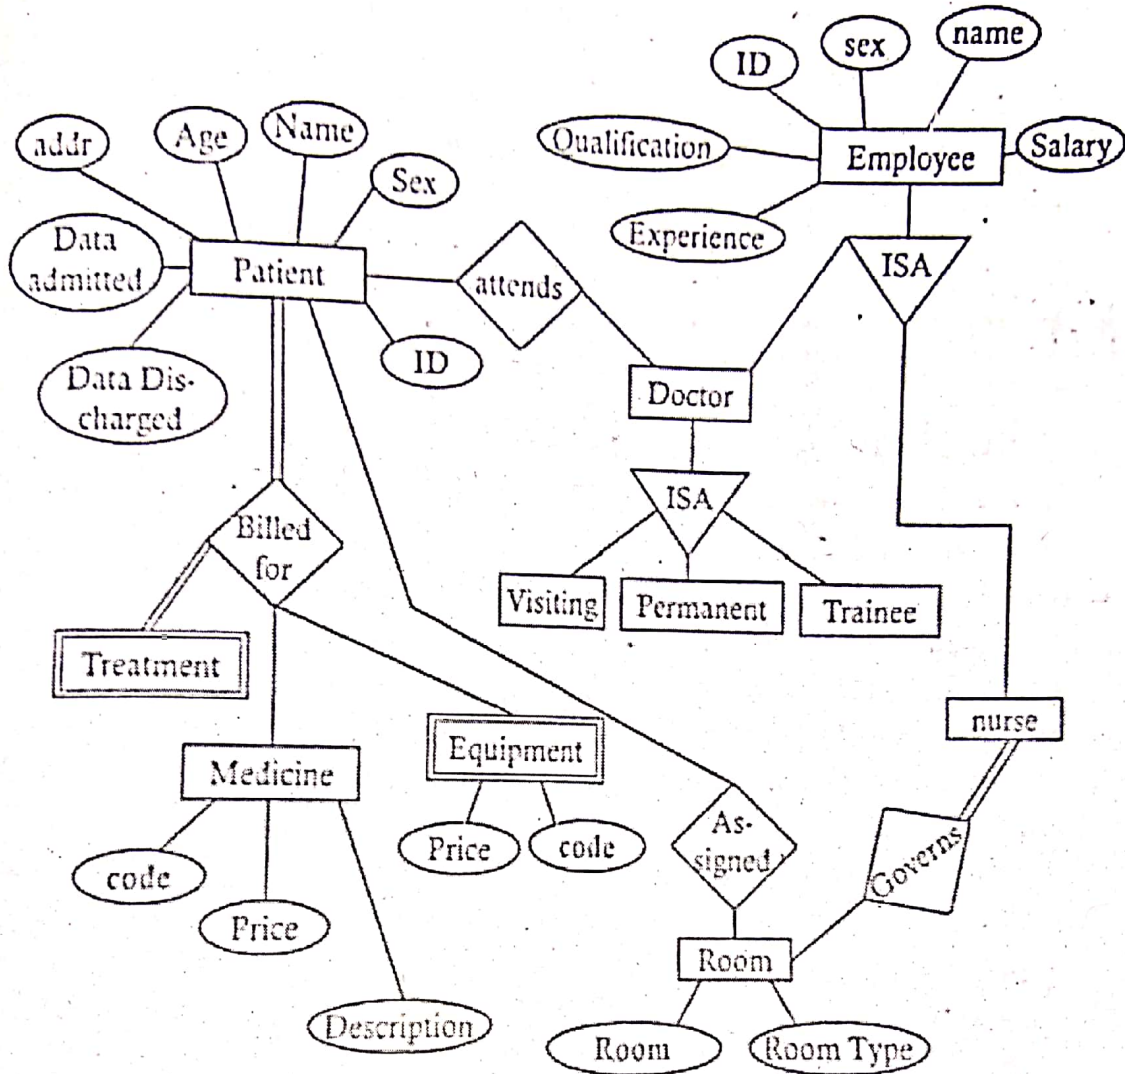 name
sex
ID
Qualification
Employee
Salary
Experience
ISA
addr
Age
Name
Sex
Data
admitted
Patient
attends
ID
Data Dis-
charged
Doctor
ISA
Visiting
Permanent
Trainee
Billed
for
Treatment
nurse
Equipment
Medicine
Price
code
As-
signed
Governs
code
Price
Room
Description
Room
Room Type